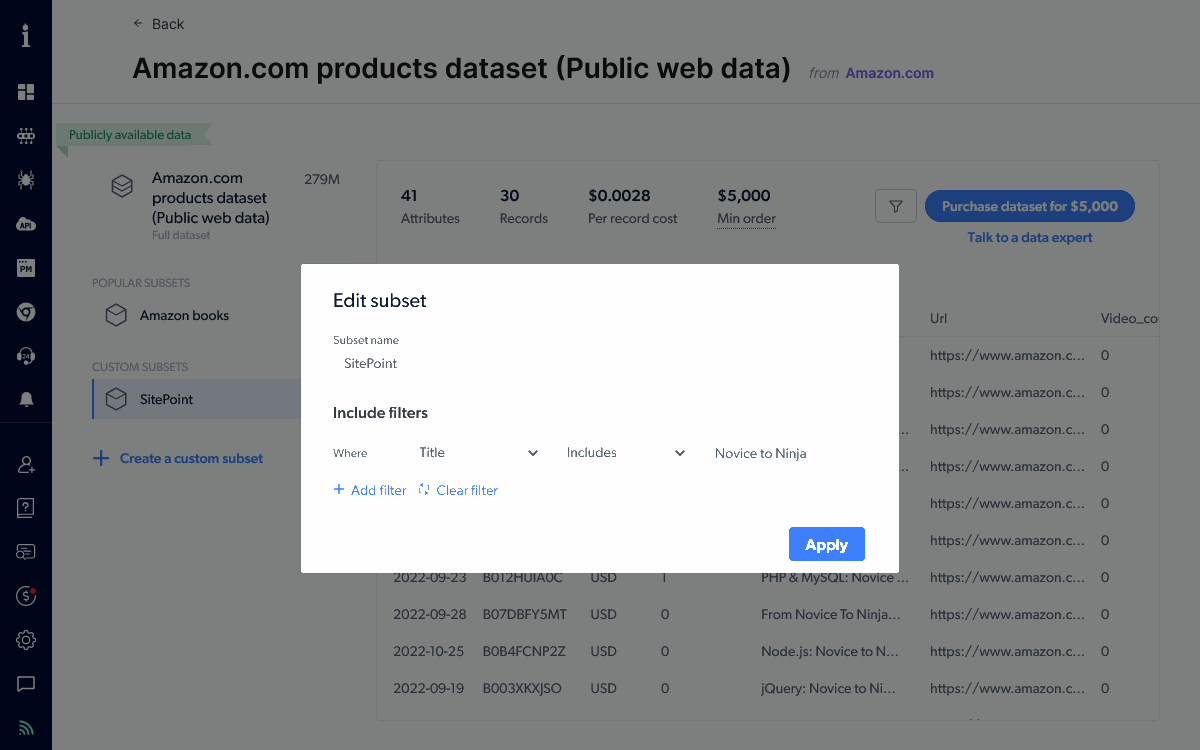 ← Back
Amazon.com products dataset (Public web data) from Amazon.com
Publicly available data
Amazon.com
products dataset
(Public web data)
279M
Full dataset
POPULAR SUBSETS
Amazon books
CUSTOM SUBSETS
SitePoint
+ Create a custom subset
41 30 $0.0028 $5,000
Attributes Records Per record cost Min order
Purchase dataset for $5,000
Talk to a data expert
Url Video_co
https://www.amazon.c... 0
https://www.amazon.c... 0
https://www.amazon.c... 0
https://www.amazon.c... 0
https://www.amazon.c... 0
https://www.amazon.c... 0
Edit subset
Subset name
SitePoint
Include filters
Where Title Includes Novice to Ninja
+ Add filter Clear filter
Apply
2022-09-23 B012HUIA0C USD 1 PHP & MySQL: Novice ... https://www.amazon.c... 0
2022-09-28 B07DBFY5MT USD 0 From Novice To Ninja... https://www.amazon.c... 0
2022-10-25 B0B4FCNP2Z USD 0 Node.js: Novice to N... https://www.amazon.c... 0
2022-09-19 B003XKXJSO USD 0 jQuery: Novice to Ni... https://www.amazon.c... 0
API
PM